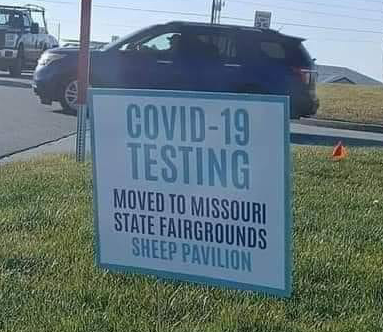 COVID-19
TESTING
MOVED TO MISSOURI
STATE FAIRGROUNDS
SHEEP PAVILION